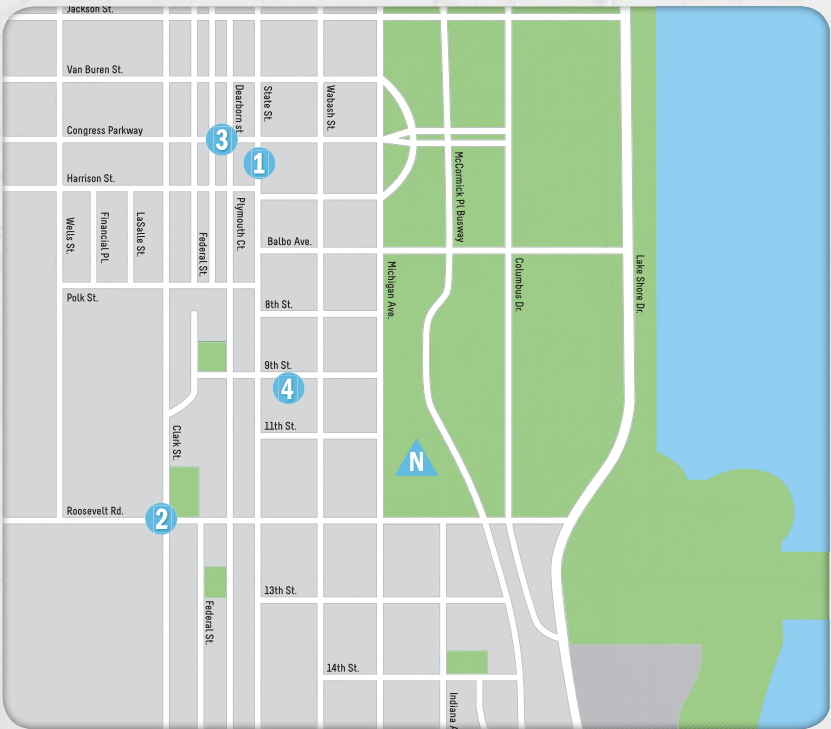 Jackson St.
Van Buren St.
Dearborn st.
State St.
Wabash St.
Congress Parkway
3
1
McCormick Pl Busway
Harrison St.
Wells St.
Financial Pl.
LaSalle St.
Federal St.
Plymouth Ct.
Balbo Ave.
Michigan Ave.
Columbus Dr.
Lake Shore Dr.
Polk St.
8th St.
9th St.
4
11th St.
Clark St.
N
Roosevelt Rd.
2
13th St.
Federal St.
14th St.
Indiana A